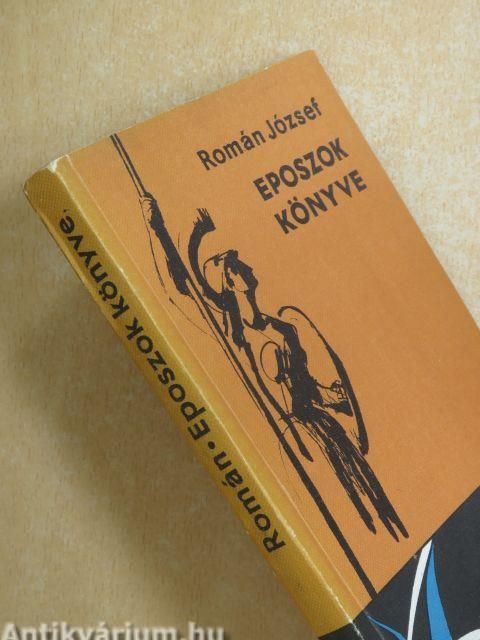 Román József
EPOSZOK
KÖNYVE
Román • Eposzok könyve.
Antikvárium.hu